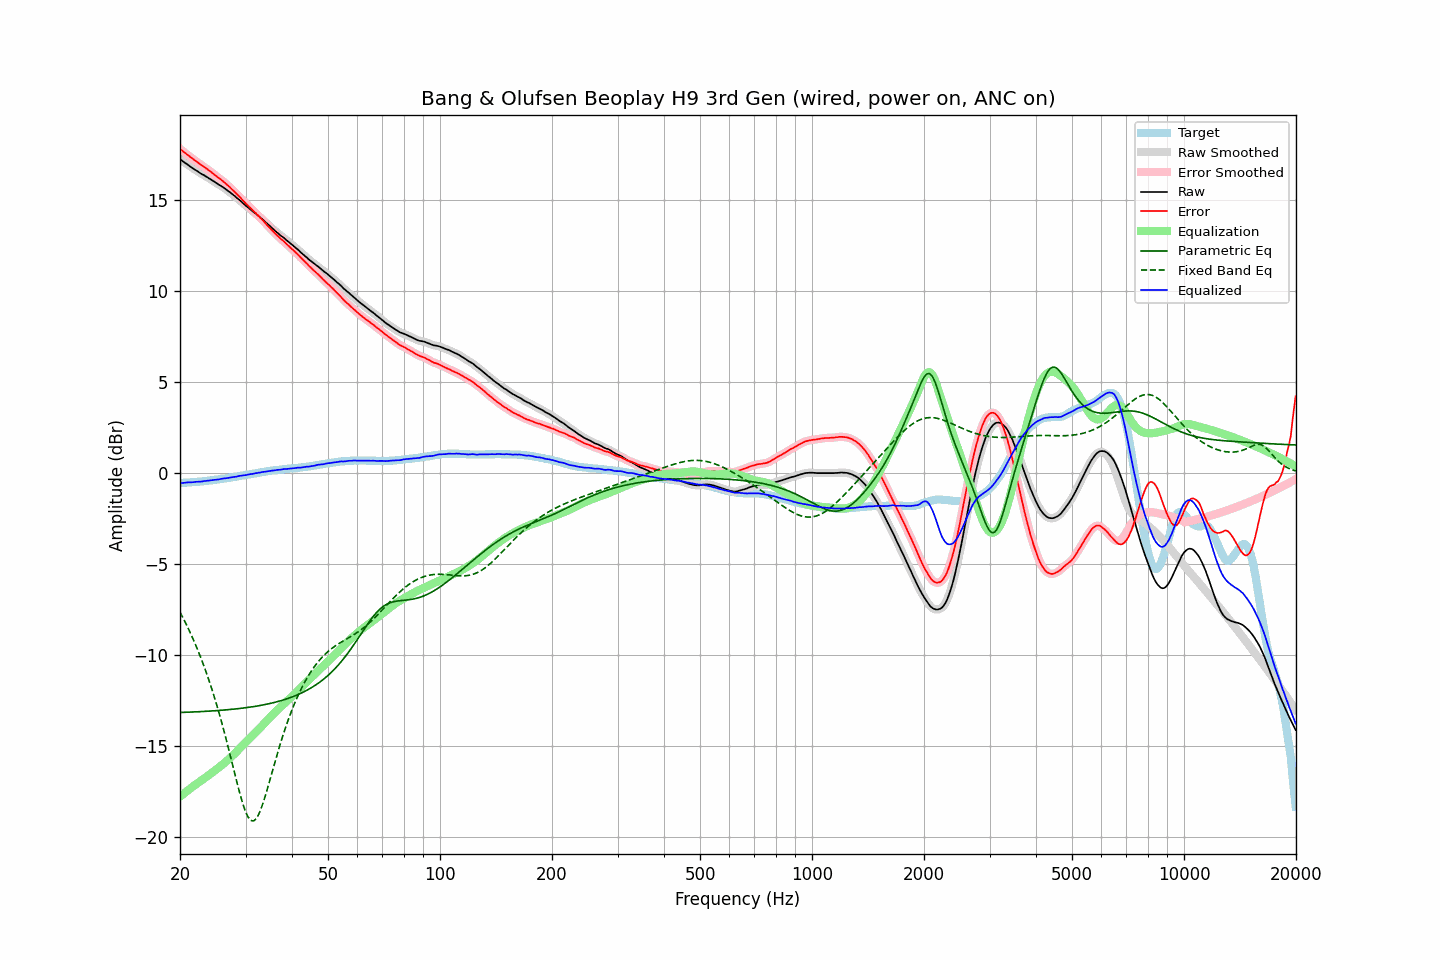 Bang & Olufsen Beoplay H9 3rd Gen (wired, power on, ANC on)
Target
Raw Smoothed
Error Smoothed
Raw
Error
Equalization
Parametric Eq
Fixed Band Eq
Equalized
Amplitude (dBr)
15
10
5
0
−5
−10
−15
−20
20 50 100 200 500 1000 2000 5000 10000 20000
Frequency (Hz)